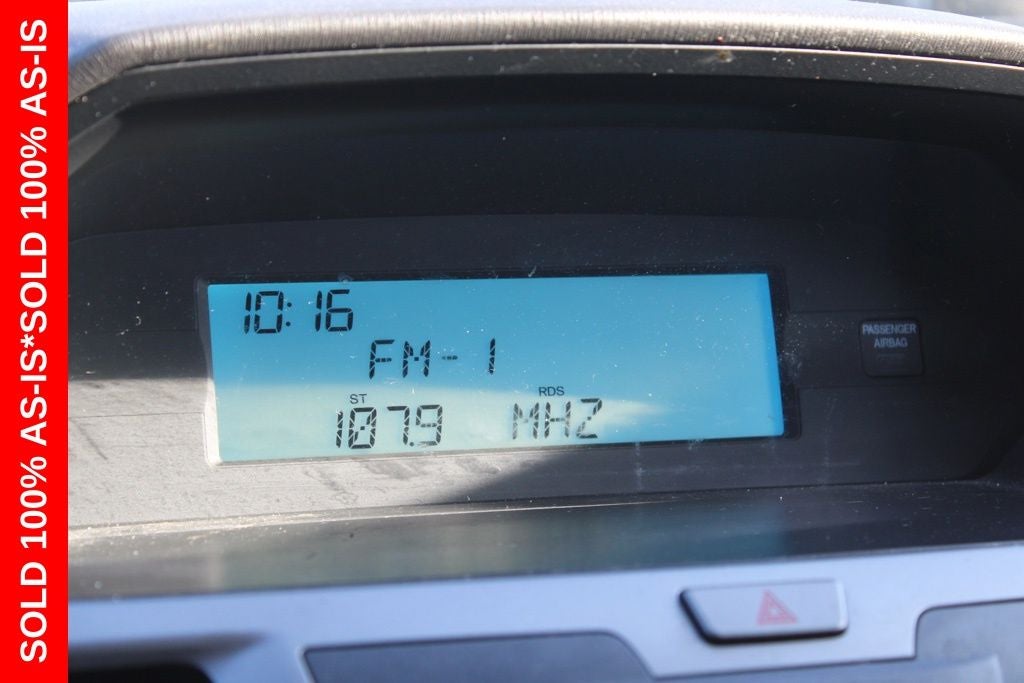 SOLD 100% AS-IS*SOLD 100% AS-IS
10:16
FM-1
ST RDS
107.9 MHZ
PASSENGER
AIRBAG